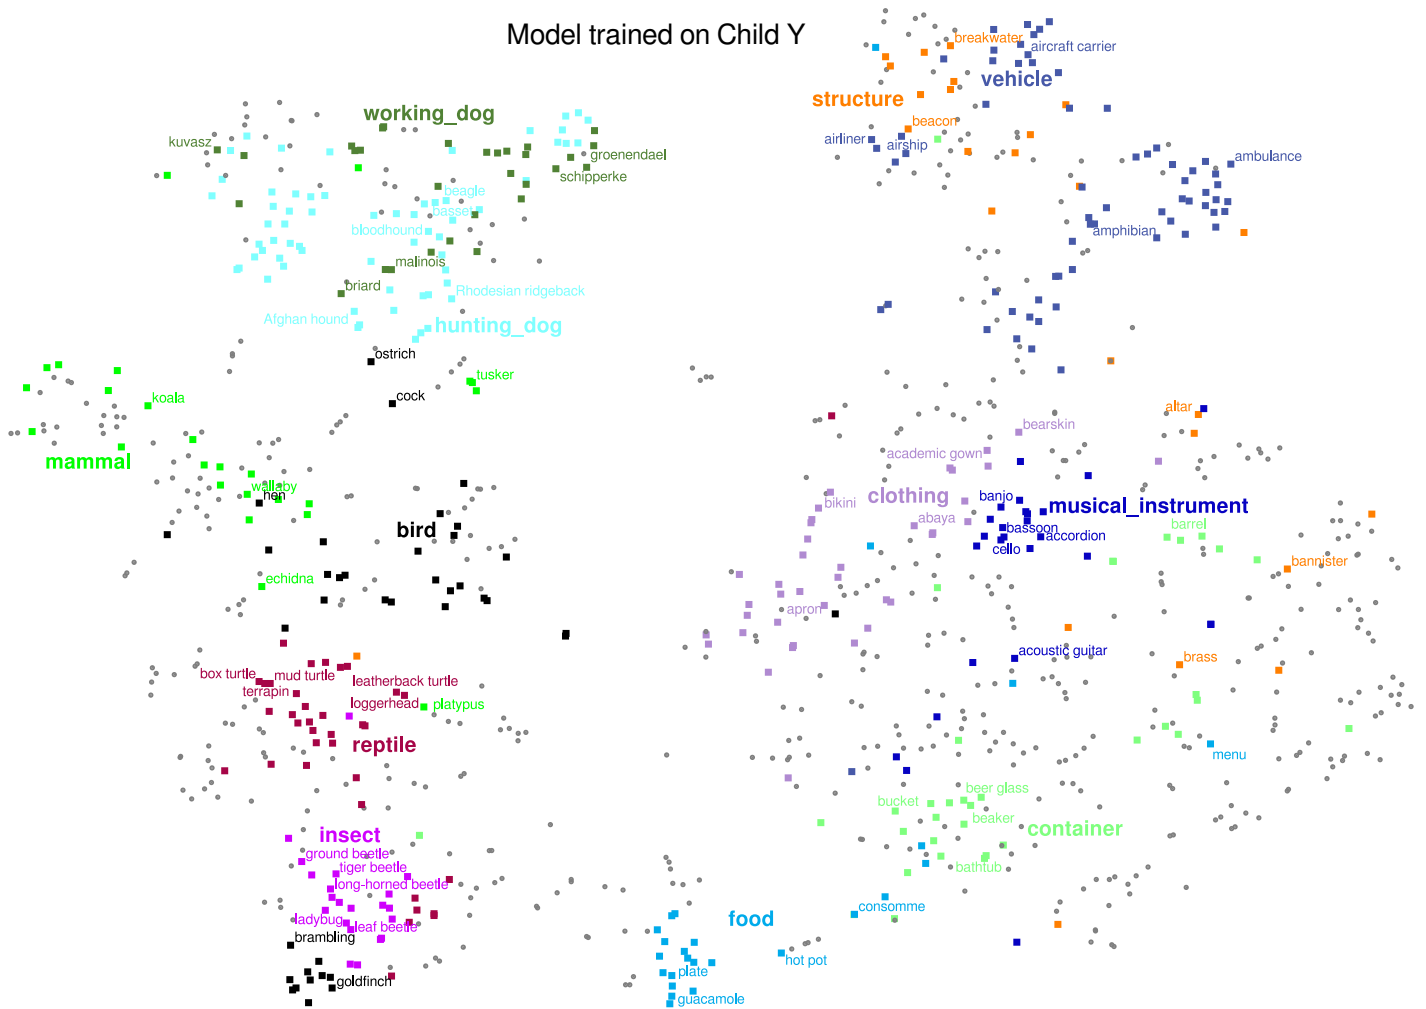 Model trained on Child Y
breakwater
aircraft carrier
vehicle
structure
working_dog
beacon
airliner
airship
kuvasz
groenendael
schipperke
ambulance
beagle
basset
bloodhound
amphibian
malinois
briard
Rhodesian ridgeback
Afghan hound
hunting_dog
ostrich
tusker
cock
koala
altar
bearskin
mammal
academic gown
wallaby
hen
clothing
bikini
banjo
musical_instrument
bird
abaya
bassoon
accordion
barrel
cello
bannister
echidna
apron
acoustic guitar
brass
box turtle
mud turtle
leatherback turtle
terrapin
loggerhead
platypus
reptile
menu
beer glass
bucket
beaker
container
insect
ground beetle
tiger beetle
bathtub
long-horned beetle
consomme
ladybug
leaf beetle
food
brambling
hot pot
plate
goldfinch
guacamole